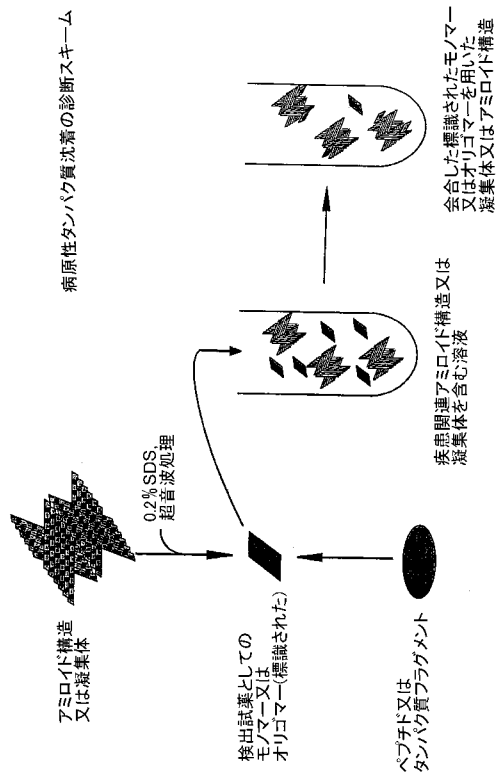 病原性タンパク質沈着の診断スキーム
アミロイド構造
又は凝集体
0.2%SDS,
超音波処理
検出試薬としての
モノマー又は
オリゴマー(標識された)
ペプチド又は
タンパク質フラグメント
疾患関連アミロイド構造又は
凝集体を含む溶液
会合した標識されたモノマー
又はオリゴマーを用いた
凝集体又はアミロイド構造